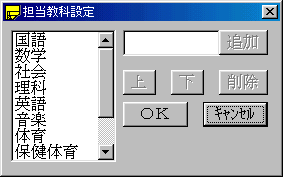 担当教科設定
国語
数学
社会
理科
英語
音楽
体育
保健体育
追加
上 下 削除
OK ｷｬﾝｾﾙ